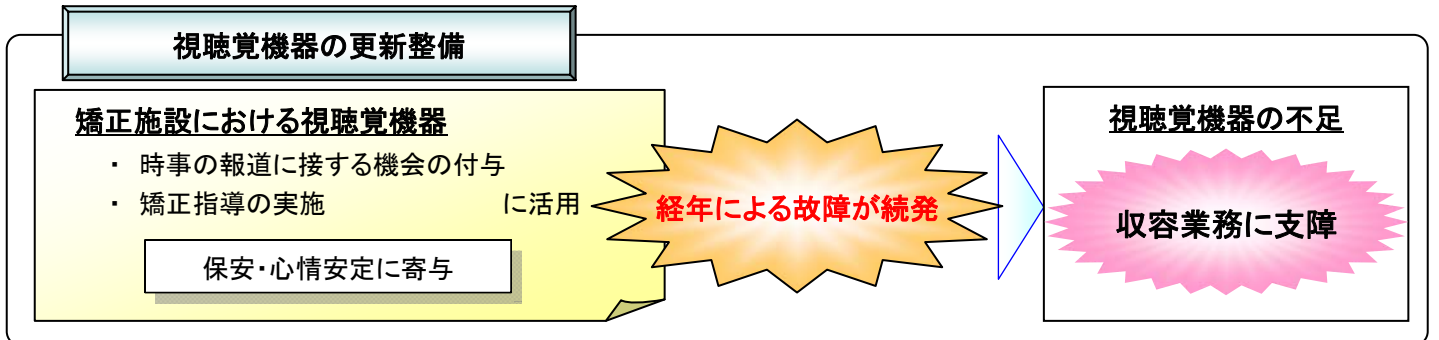 視聴覚機器の更新整備
矯正施設における視聴覚機器
・ 時事の報道に接する機会の付与
・ 矯正指導の実施 に活用
保安・心情安定に寄与
経年による故障が続発
視聴覚機器の不足
収容業務に支障